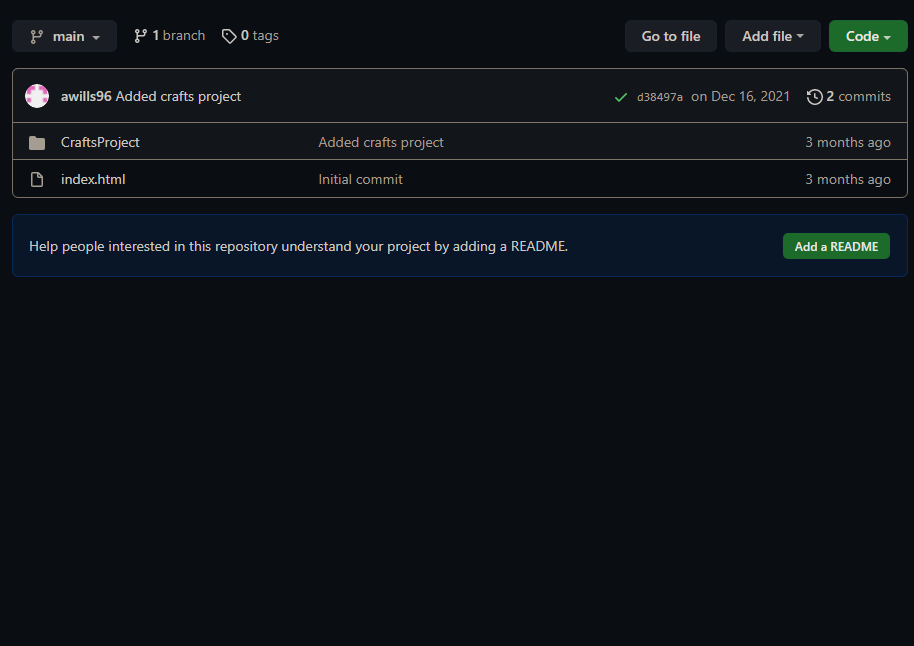 main 1 branch 0 tags Go to file Add file Code
awills96 Added crafts project d38497a on Dec 16, 2021 2 commits
CraftsProject Added crafts project 3 months ago
index.html Initial commit 3 months ago
Help people interested in this repository understand your project by adding a README. Add a README